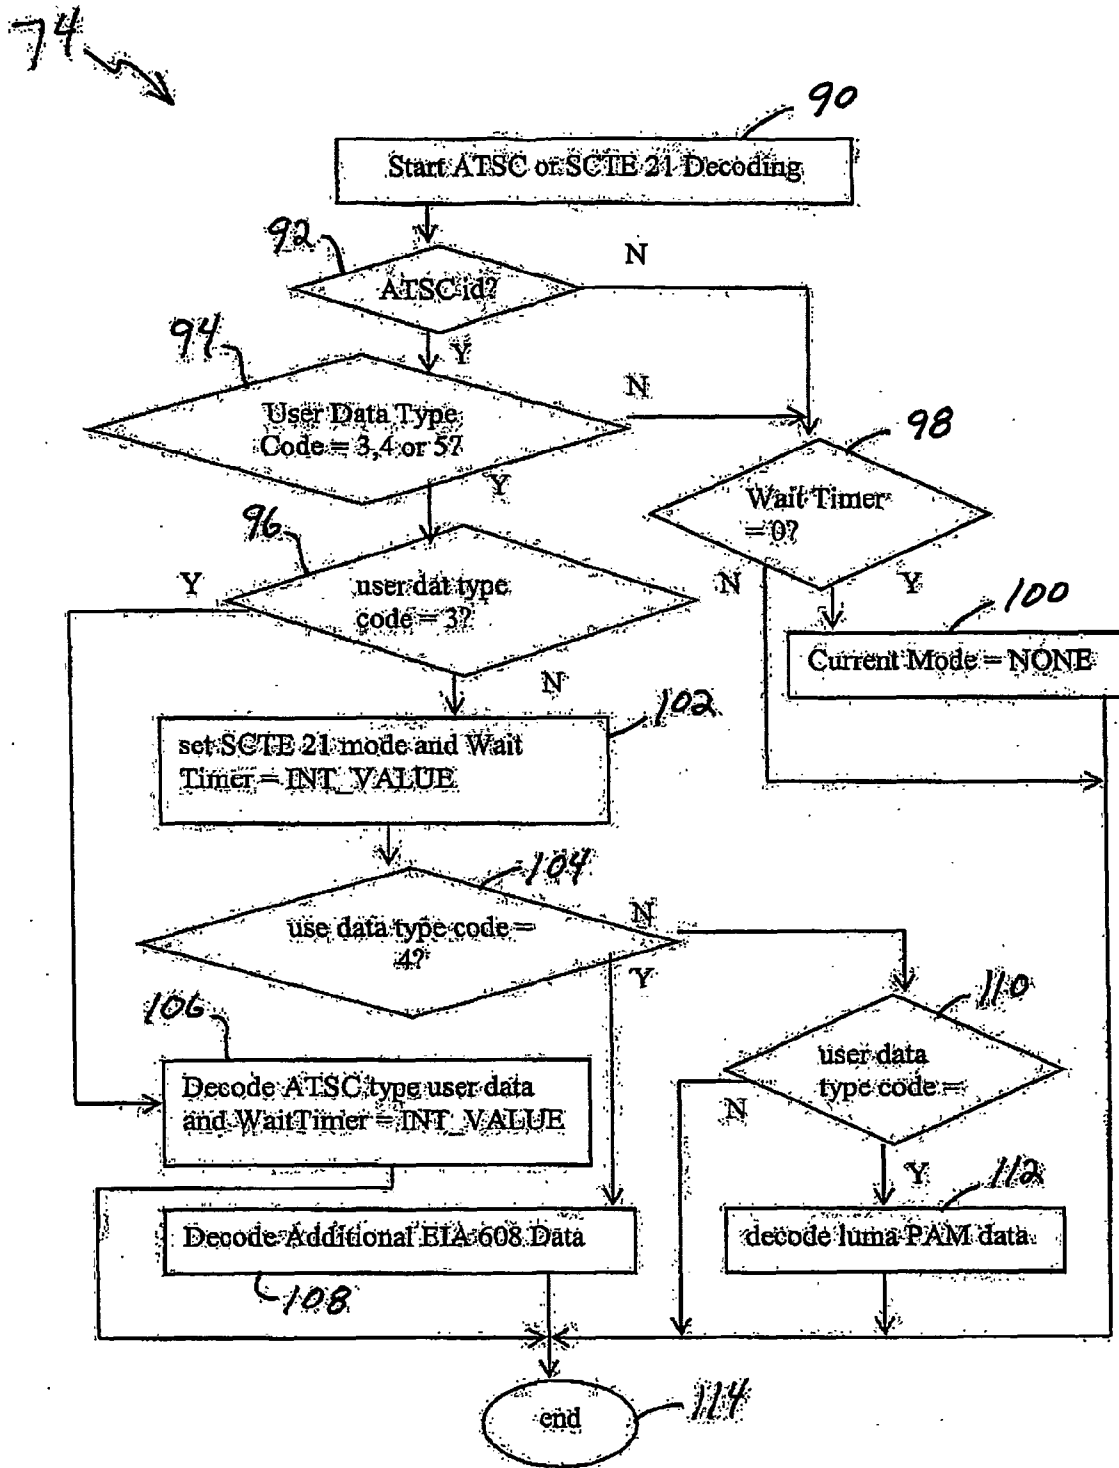 74
90
Start ATSC or SCTE 21 Decoding
92
N
ATSC id?
94
Y
N
User Data Type
Code = 3,4 or 5?
98
Y
Wait Timer
= 0?
96
Y
N
Y
user dat type
code = 3?
100
Current Mode = NONE
N
102
set SCTE 21 mode and Wait
Timer = INT_VALUE
104
N
use data type code =
4?
Y
106
110
Decode ATSC type user data
and WaitTimer = INT_VALUE
user data
type code =
N
Y
112
Decode Additional EIA 608 Data
decode luma PAM data
108
end
114